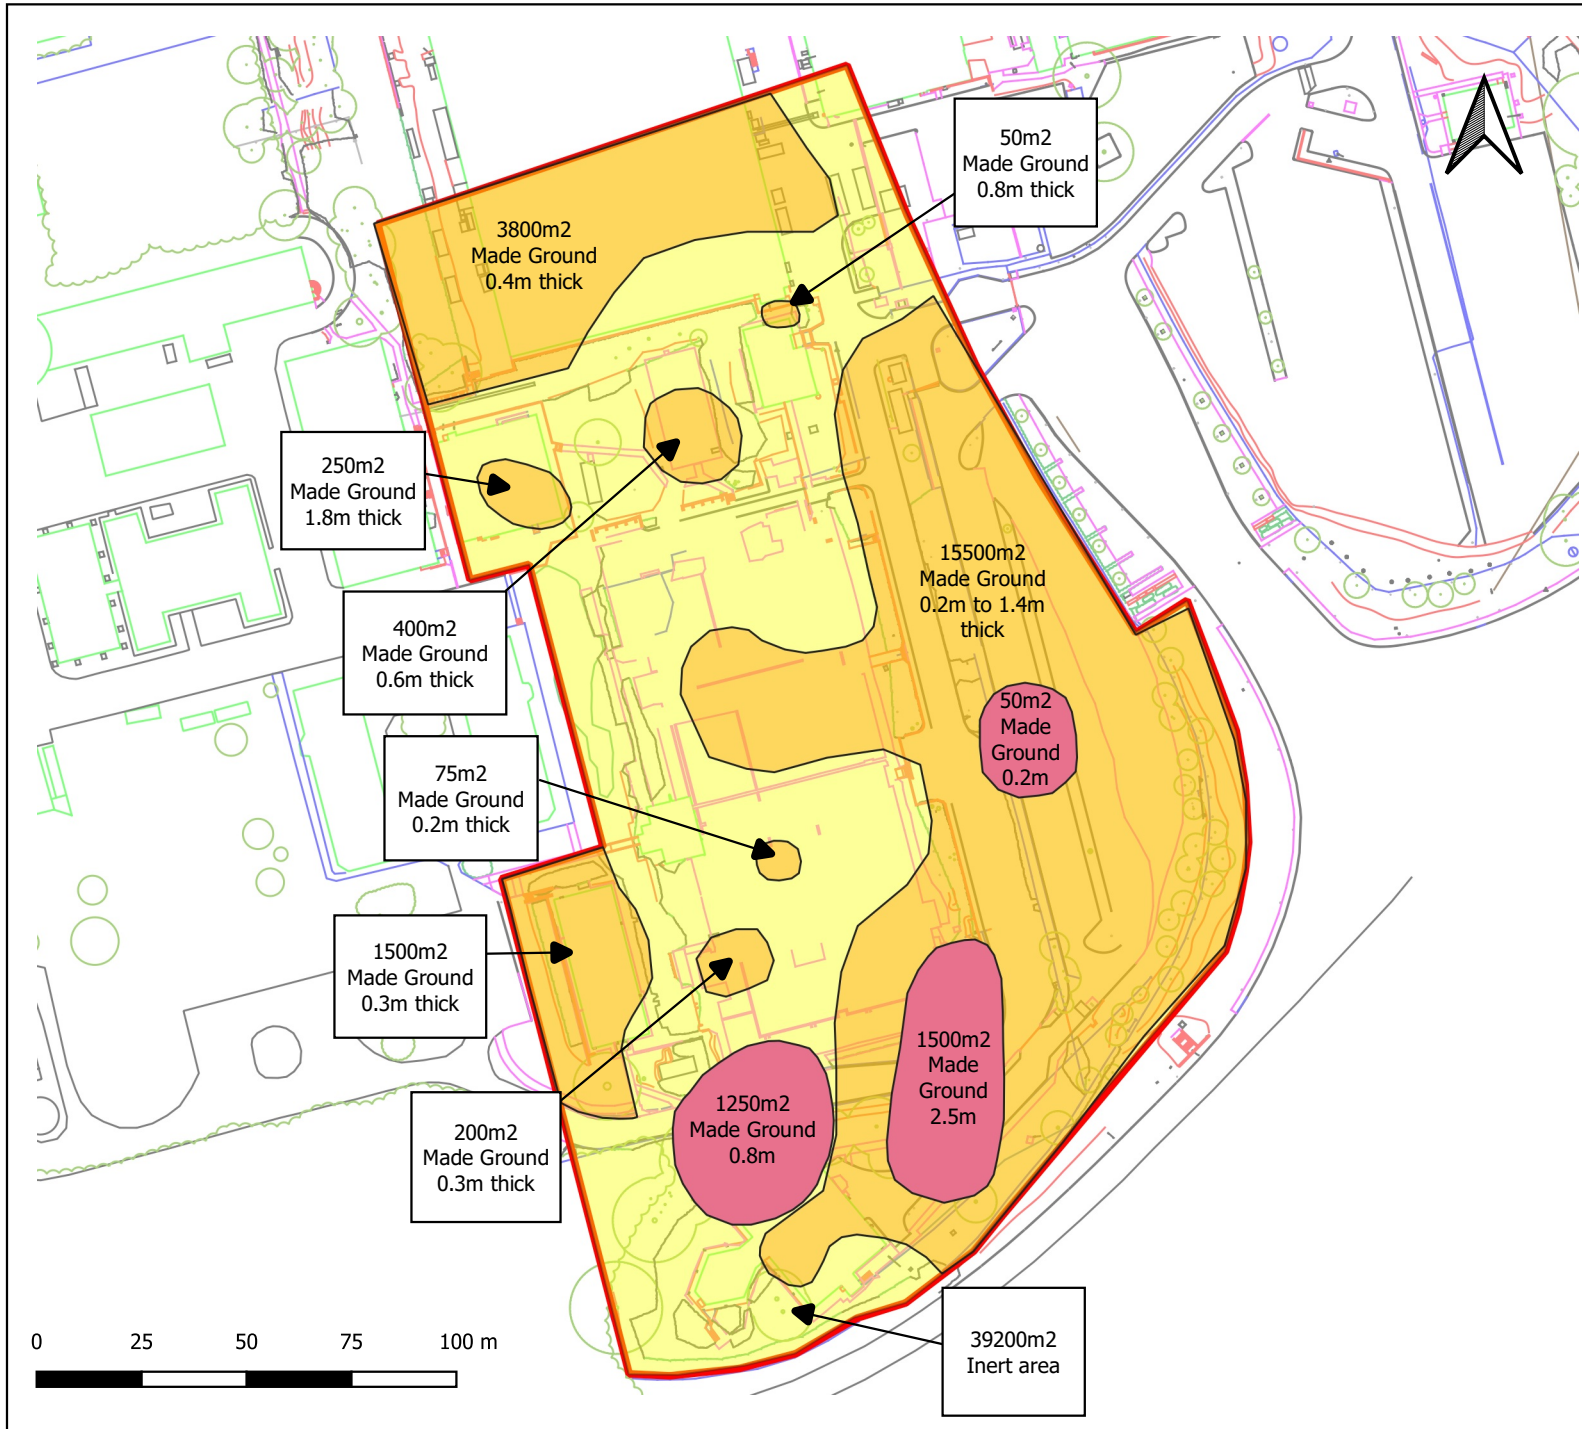 50m2
Made Ground
0.8m thick
3800m2
Made Ground
0.4m thick
250m2
Made Ground
1.8m thick
15500m2
Made Ground
0.2m to 1.4m
thick
400m2
Made Ground
0.6m thick
50m2
Made
Ground
0.2m
75m2
Made Ground
0.2m thick
1500m2
Made Ground
0.3m thick
1500m2
Made
Ground
2.5m
1250m2
Made Ground
0.8m
200m2
Made Ground
0.3m thick
39200m2
Inert area
0 25 50 75 100 m